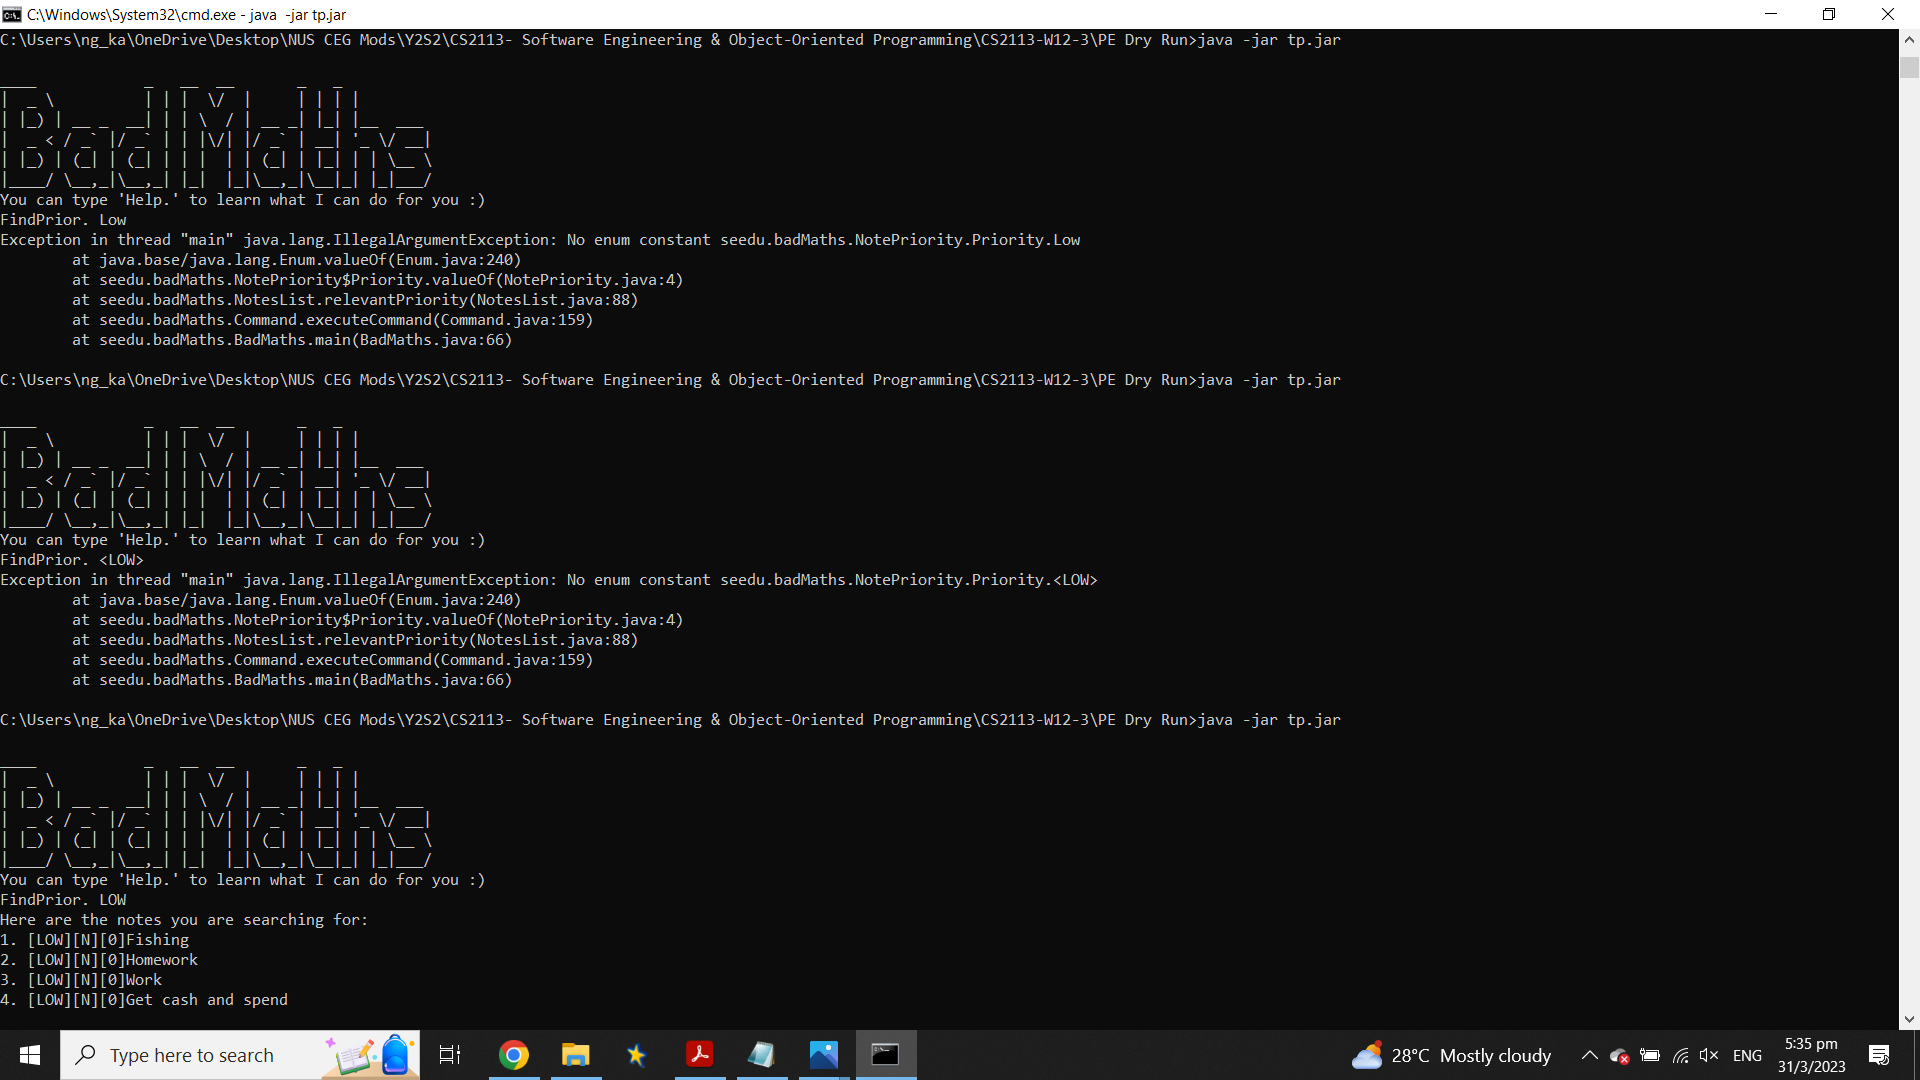 C:\Windows\System32\cmd.exe - java  -jar tp.jar
C:\Users\ng_ka\OneDrive\Desktop\NUS CEG Mods\Y2S2\CS2113- Software Engineering & Object-Oriented Programming\CS2113-W12-3\PE Dry Run>java -jar tp.jar
BadMaths
You can type 'Help.' to learn what I can do for you :)
FindPrior. Low
Exception in thread "main" java.lang.IllegalArgumentException: No enum constant seedu.badMaths.NotePriority.Priority.Low
        at java.base/java.lang.Enum.valueOf(Enum.java:240)
        at seedu.badMaths.NotePriority$Priority.valueOf(NotePriority.java:4)
        at seedu.badMaths.NotesList.relevantPriority(NotesList.java:88)
        at seedu.badMaths.Command.executeCommand(Command.java:159)
        at seedu.badMaths.BadMaths.main(BadMaths.java:66)
C:\Users\ng_ka\OneDrive\Desktop\NUS CEG Mods\Y2S2\CS2113- Software Engineering & Object-Oriented Programming\CS2113-W12-3\PE Dry Run>java -jar tp.jar
BadMaths
You can type 'Help.' to learn what I can do for you :)
FindPrior. <LOW>
Exception in thread "main" java.lang.IllegalArgumentException: No enum constant seedu.badMaths.NotePriority.Priority.<LOW>
        at java.base/java.lang.Enum.valueOf(Enum.java:240)
        at seedu.badMaths.NotePriority$Priority.valueOf(NotePriority.java:4)
        at seedu.badMaths.NotesList.relevantPriority(NotesList.java:88)
        at seedu.badMaths.Command.executeCommand(Command.java:159)
        at seedu.badMaths.BadMaths.main(BadMaths.java:66)
C:\Users\ng_ka\OneDrive\Desktop\NUS CEG Mods\Y2S2\CS2113- Software Engineering & Object-Oriented Programming\CS2113-W12-3\PE Dry Run>java -jar tp.jar
BadMaths
You can type 'Help.' to learn what I can do for you :)
FindPrior. LOW
Here are the notes you are searching for:
1. [LOW][N][0]Fishing
2. [LOW][N][0]Homework
3. [LOW][N][0]Work
4. [LOW][N][0]Get cash and spend
Type here to search
28°C  Mostly cloudy
ENG
5:35 pm
31/3/2023